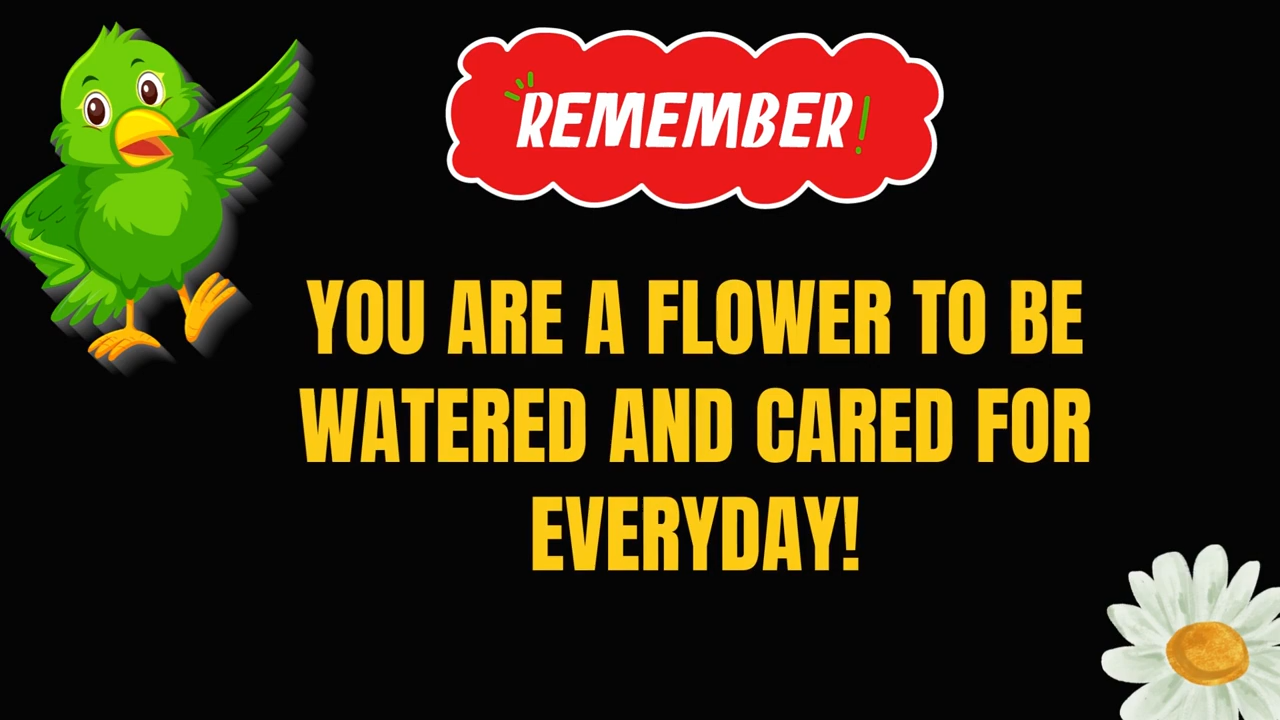 REMEMBER!
YOU ARE A FLOWER TO BE
WATERED AND CARED FOR
EVERYDAY!